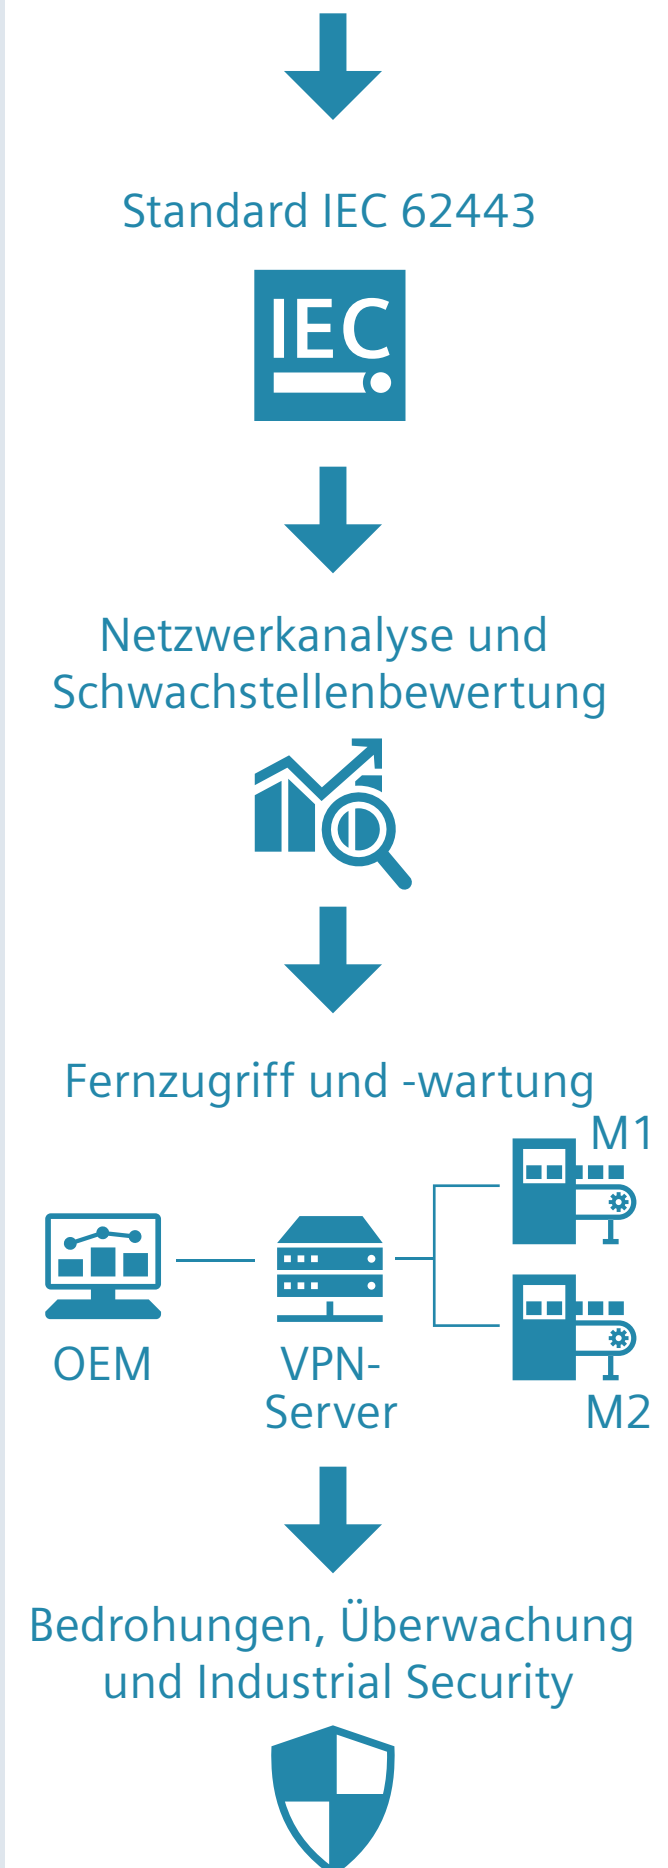 Standard IEC 62443
IEC
Netzwerkanalyse und
Schwachstellenbewertung
Fernzugriff und -wartung
M1
OEM
VPN-
Server
M2
Bedrohungen, Überwachung
und Industrial Security